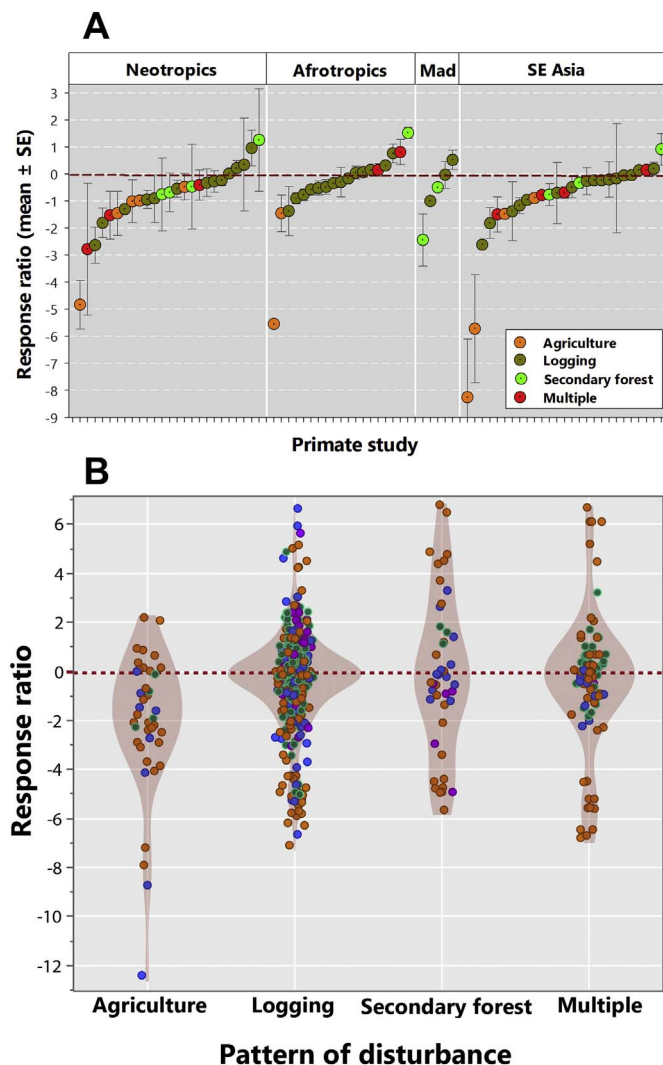 A
Neotropics Afrotropics Mad SE Asia
3
2
1
0
-1
-2
-3
-4
-5
-6
-7
-8
-9
Response ratio (mean ± SE)
Agriculture
Logging
Secondary forest
Multiple
Primate study
B
6
4
2
0
-2
-4
-6
-8
-10
-12
Response ratio
Agriculture Logging Secondary forest Multiple
Pattern of disturbance